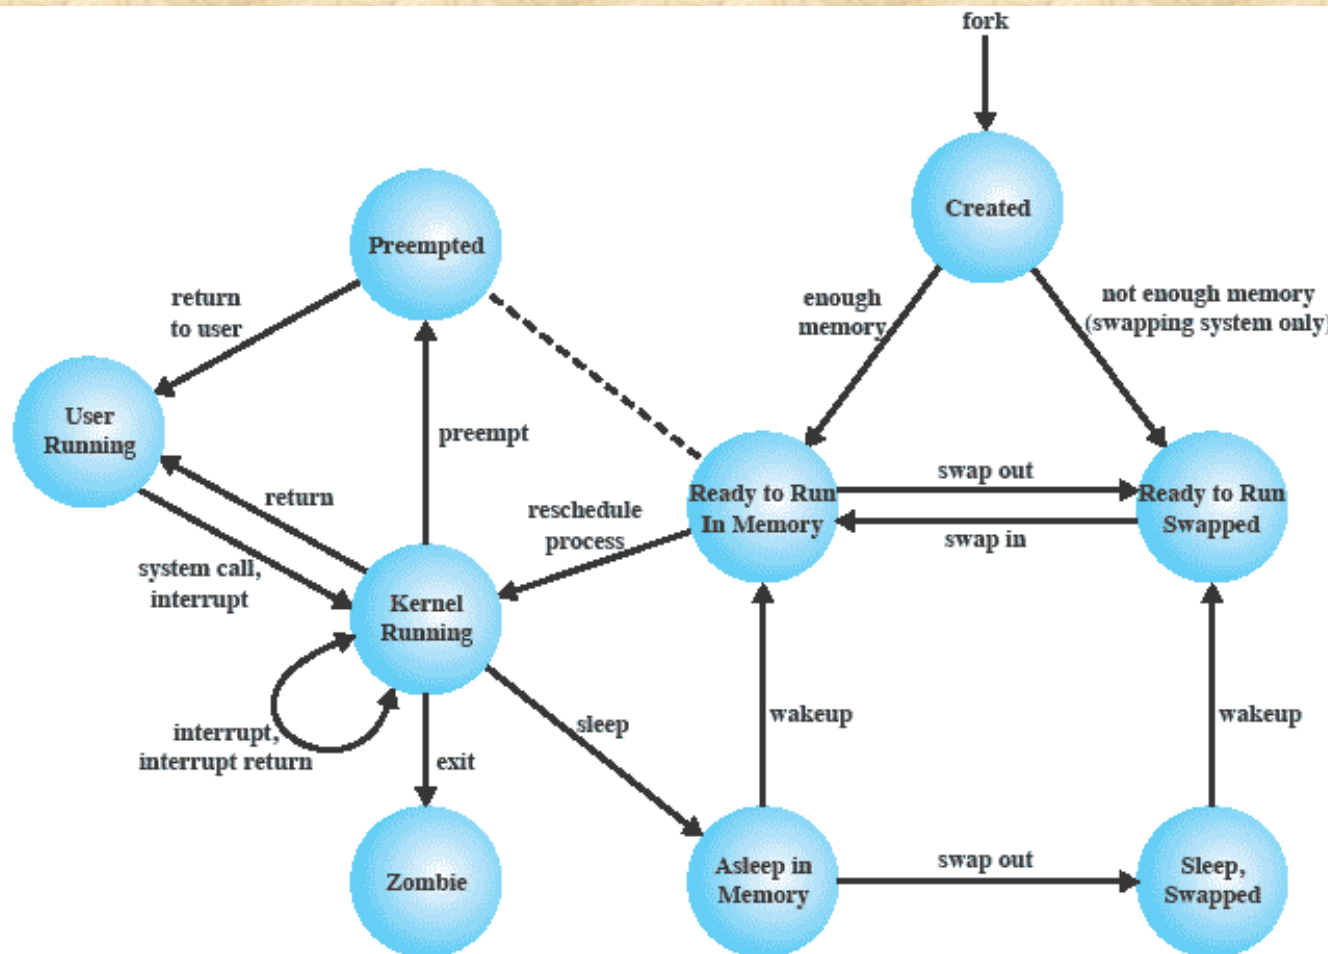 fork
Created
Preempted
enough
memory
not enough memory
(swapping system only)
return
to user
User
Running
preempt
return
reschedule
process
Ready to Run
In Memory
swap out
swap in
Ready to Run
Swapped
system call,
interrupt
Kernel
Running
interrupt,
interrupt return
sleep
exit
wakeup
wakeup
Zombie
Asleep in
Memory
swap out
Sleep,
Swapped